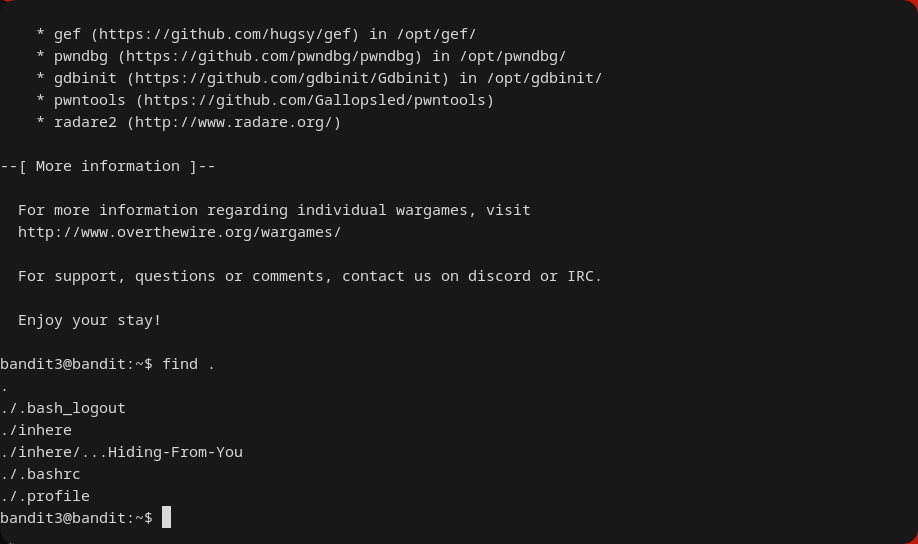 * gef (https://github.com/hugsy/gef) in /opt/gef/
* pwndbg (https://github.com/pwndbg/pwndbg) in /opt/pwndbg/
* gdbinit (https://github.com/gdbinit/Gdbinit) in /opt/gdbinit/
* pwntools (https://github.com/Gallopsled/pwntools)
* radare2 (http://www.radare.org/)
--[ More information ]--
For more information regarding individual wargames, visit
http://www.overthewire.org/wargames/
For support, questions or comments, contact us on discord or IRC.
Enjoy your stay!
bandit3@bandit:~$ find .
.
./.bash_logout
./inhere
./inhere/...Hiding-From-You
./.bashrc
./.profile
bandit3@bandit:~$